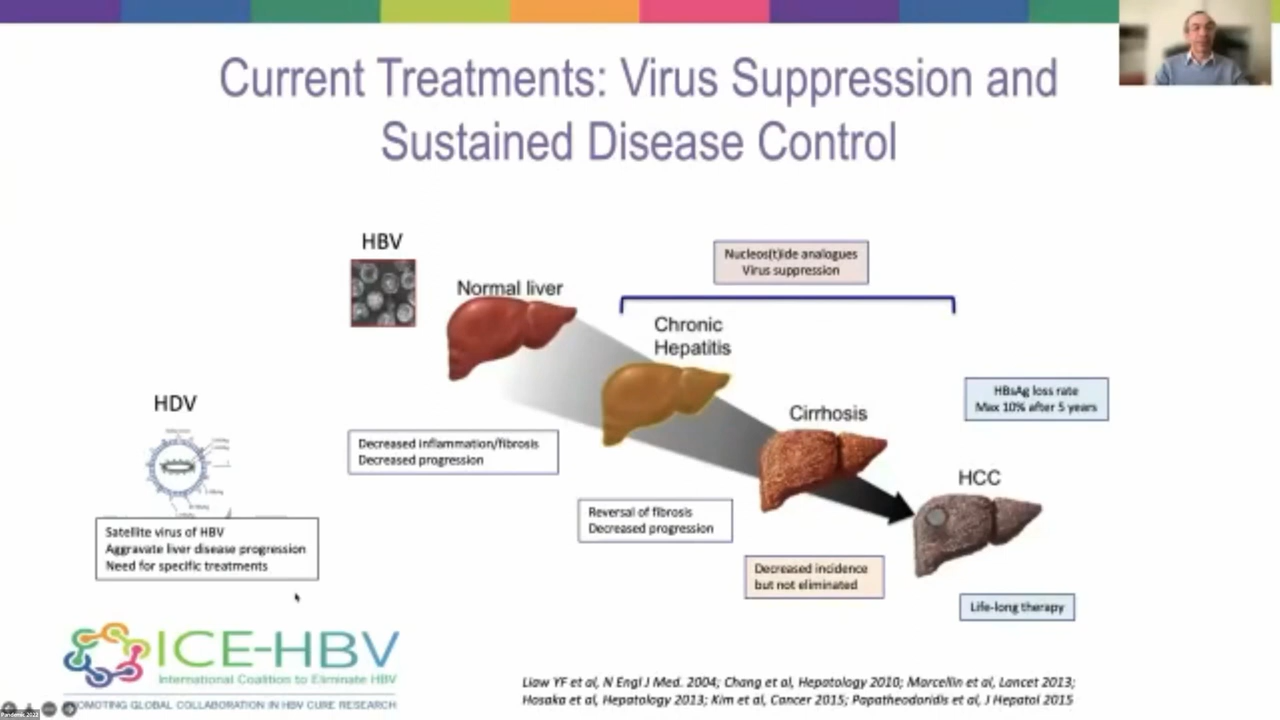 Current Treatments: Virus Suppression and
Sustained Disease Control
HBV
Nucleos(t)ide analogues
Virus suppression
Normal liver
Chronic
Hepatitis
HBsAg loss rate
Max 10% after 5 years
HDV
Cirrhosis
Decreased inflammation/fibrosis
Decreased progression
HCC
Reversal of fibrosis
Decreased progression
Satellite virus of HBV
Aggravate liver disease progression
Need for specific treatments
Decreased incidence
but not eliminated
Life-long therapy
ICE-HBV
International Coalition to Eliminate HBV
PROMOTING GLOBAL COLLABORATION IN HBV CURE RESEARCH
Liaw YF et al, N Engl J Med. 2004; Chang et al, Hepatology 2010; Marcellin et al, Lancet 2013;
Hosaka et al, Hepatology 2013; Kim et al, Cancer 2015; Papatheodoridis et al, J Hepatol 2015